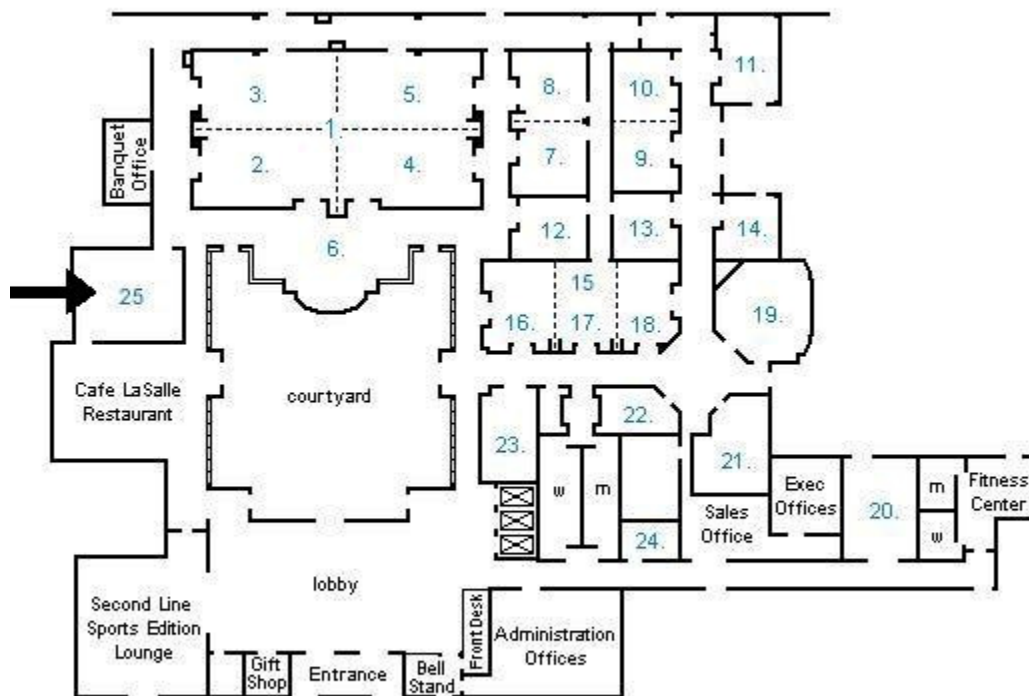 3.
5.
8.
10.
11.
1.
Banquet
Office
2.
4.
7.
9.
6.
12.
13.
14.
25
15
16.
17.
18.
19.
Cafe LaSalle
Restaurant
courtyard
22.
23.
21.
w
m
Exec
Offices
20.
m
w
Fitness
Center
Sales
Office
24.
lobby
Second Line
Sports Edition
Lounge
Front Desk
Administration
Offices
Gift
Shop
Entrance
Bell
Stand